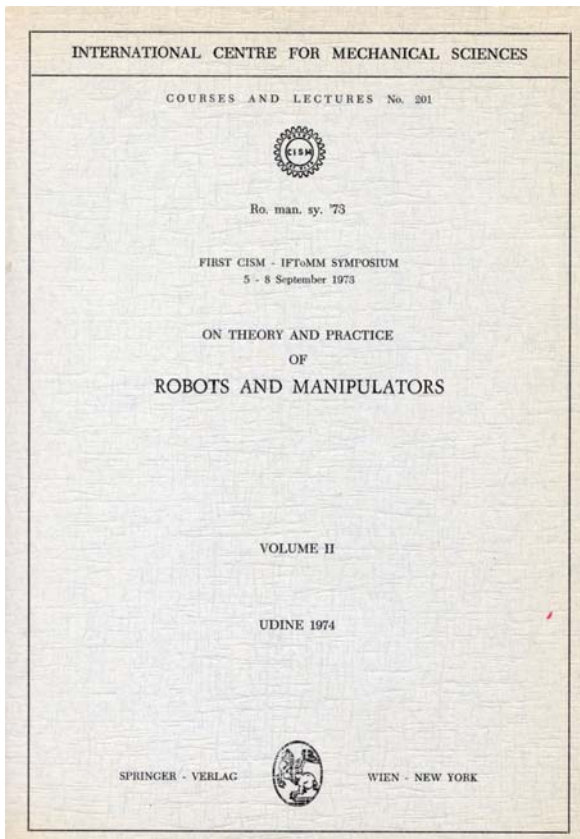 INTERNATIONAL CENTRE FOR MECHANICAL SCIENCES
COURSES AND LECTURES No. 201
CISM
Ro. man. sy. '73
FIRST CISM - IFToMM SYMPOSIUM
5 - 8 September 1973
ON THEORY AND PRACTICE
OF
ROBOTS AND MANIPULATORS
VOLUME II
UDINE 1974
SPRINGER - VERLAG WIEN - NEW YORK